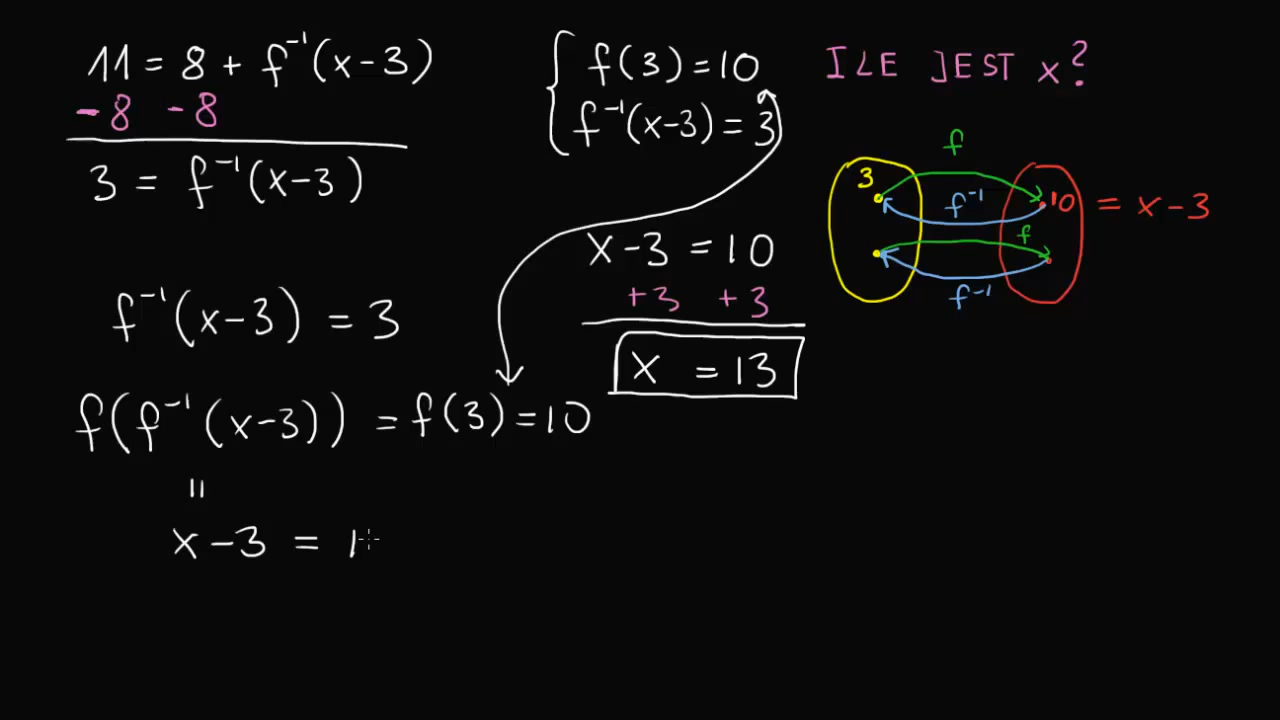 11 = 8 + f⁻¹(x-3)
-8 -8
3 = f⁻¹(x-3)
f⁻¹(x-3) = 3
f(f⁻¹(x-3)) = f(3) = 10
=
x-3 = 1
f(3) = 10
f⁻¹(x-3) = 3
x-3 = 10
+3 +3
x = 13
ILE JEST x?
f
3
f⁻¹
10 = x-3
f
f⁻¹